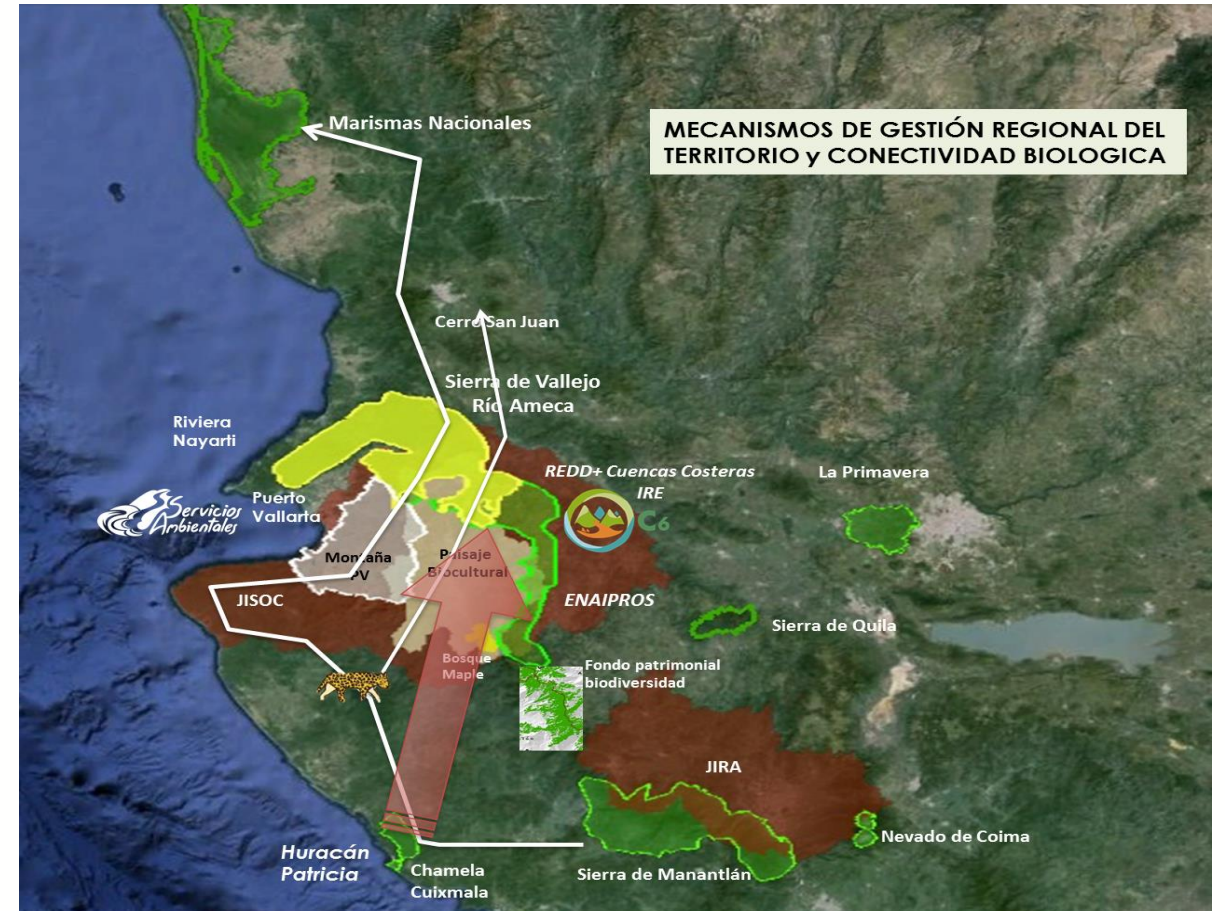 MECANISMOS DE GESTIÓN REGIONAL DEL
TERRITORIO y CONECTIVIDAD BIOLOGICA
Marismas Nacionales
Cerro San Juan
Sierra de Vallejo
Río Ameca
Riviera
Nayarti
REDD+ Cuencas Costeras
IRE
C6
La Primavera
Puerto
Vallarta
Servicios
Ambientales
Montaña
PV
Paisaje
Biocultural
JISOC
ENAIPROS
Sierra de Quila
Bosque
Maple
Fondo patrimonial
biodiversidad
JIRA
Nevado de Coima
Huracán
Patricia
Chamela
Cuixmala
Sierra de Manantlán